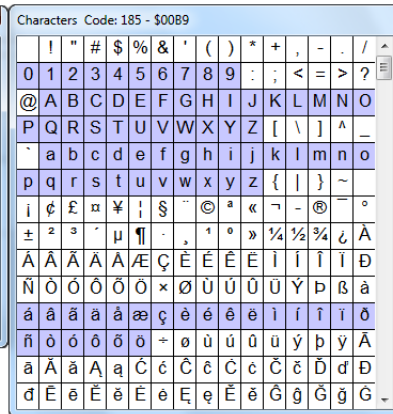 Characters Code: 185 - $00B9
! " # $ % & ' ( ) * + , - . /
0 1 2 3 4 5 6 7 8 9 : ; < = > ?
@ A B C D E F G H I J K L M N O
P Q R S T U V W X Y Z [ \ ] ^ _
` a b c d e f g h i j k l m n o
p q r s t u v w x y z { | } ~
¡ ¢ £ ¤ ¥ ¦ § ¨ © ª « ¬ - ® ¯ °
± ² ³ ´ µ ¶ · ¸ ¹ º » ¼ ½ ¾ ¿ À
Á Â Ã Ä Å Æ Ç È É Ê Ë Ì Í Î Ï Ð
Ñ Ò Ó Ô Õ Ö × Ø Ù Ú Û Ü Ý Þ ß à
á â ã ä å æ ç è é ê ë ì í î ï ð
ñ ò ó ô õ ö ÷ ø ù ú û ü ý þ ÿ Ā
ā Ă ă Ą ą Ć ć Ĉ ĉ Ċ ċ Č č Ď ď Đ
đ Ē ē Ĕ ĕ Ė ė Ę ę Ě ě Ĝ ĝ Ğ ğ Ġ